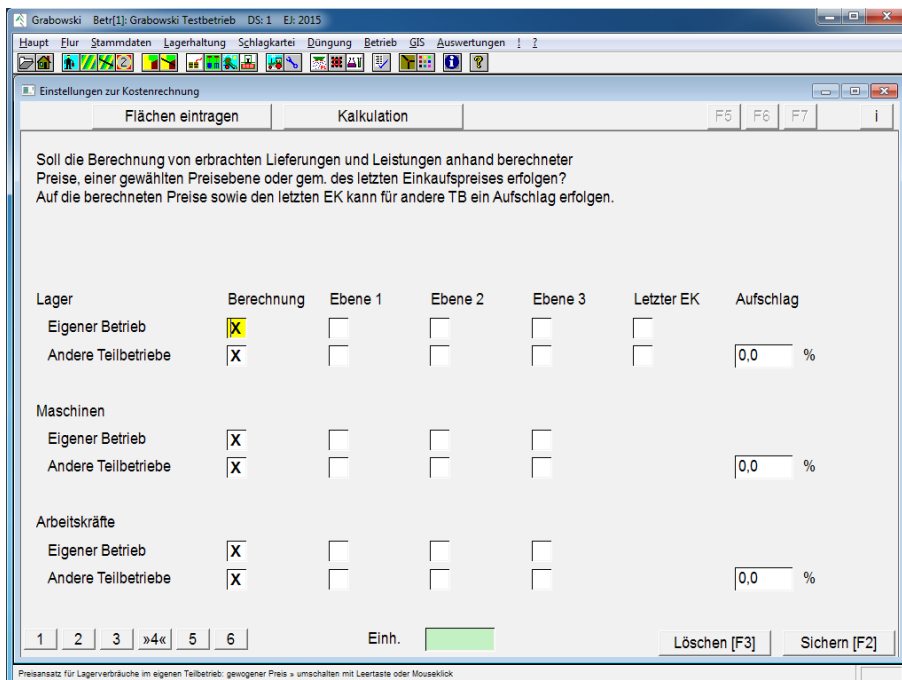 Grabowski Betr[1]: Grabowski Testbetrieb DS: 1 EJ: 2015
Haupt Flur Stammdaten Lagerhaltung Schlagkartei Düngung Betrieb GIS Auswertungen ! ?
Einstellungen zur Kostenrechnung
Flächen eintragen Kalkulation F5 F6 F7 i
Soll die Berechnung von erbrachten Lieferungen und Leistungen anhand berechneter
Preise, einer gewählten Preisebene oder gem. des letzten Einkaufspreises erfolgen?
Auf die berechneten Preise sowie den letzten EK kann für andere TB ein Aufschlag erfolgen.
Lager Berechnung Ebene 1 Ebene 2 Ebene 3 Letzter EK Aufschlag
Eigener Betrieb X
Andere Teilbetriebe X 0,0 %
Maschinen
Eigener Betrieb X
Andere Teilbetriebe X 0,0 %
Arbeitskräfte
Eigener Betrieb X
Andere Teilbetriebe X 0,0 %
1 2 3 »4« 5 6 Einh. Löschen [F3] Sichern [F2]
Preisansatz für Lagerverbräuche im eigenen Teilbetrieb: gewogener Preis » umschalten mit Leertaste oder Mouseklick